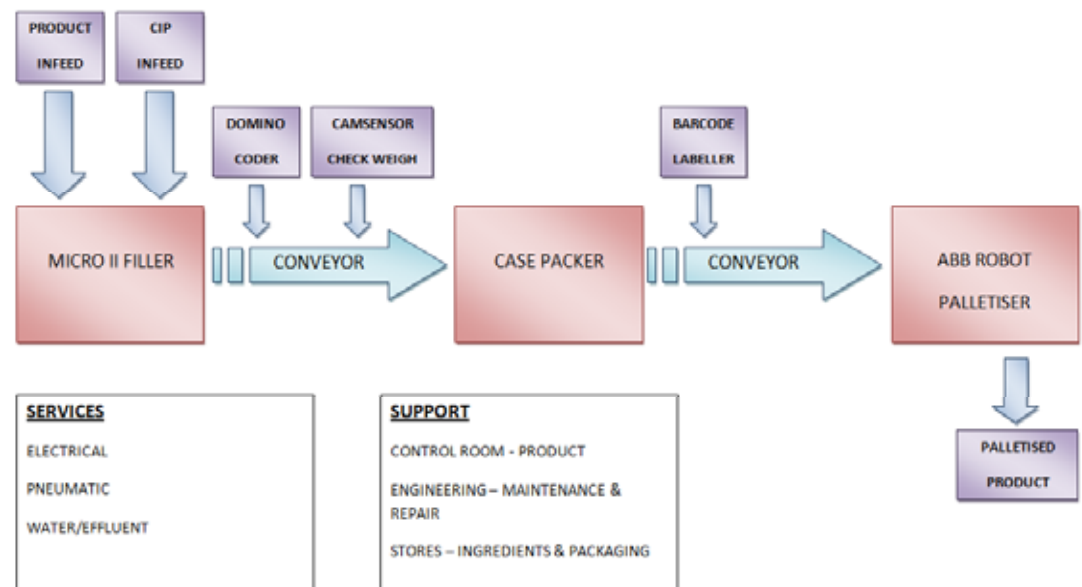 PRODUCT
INFEED
CIP
INFEED
DOMINO
CODER
CAMSENSOR
CHECK WEIGH
BARCODE
LABELLER
MICRO II FILLER
CONVEYOR
CASE PACKER
CONVEYOR
ABB ROBOT
PALLETISER
PALLETISED
PRODUCT
SERVICES
ELECTRICAL
PNEUMATIC
WATER/EFFLUENT
SUPPORT
CONTROL ROOM - PRODUCT
ENGINEERING – MAINTENANCE &
REPAIR
STORES – INGREDIENTS & PACKAGING